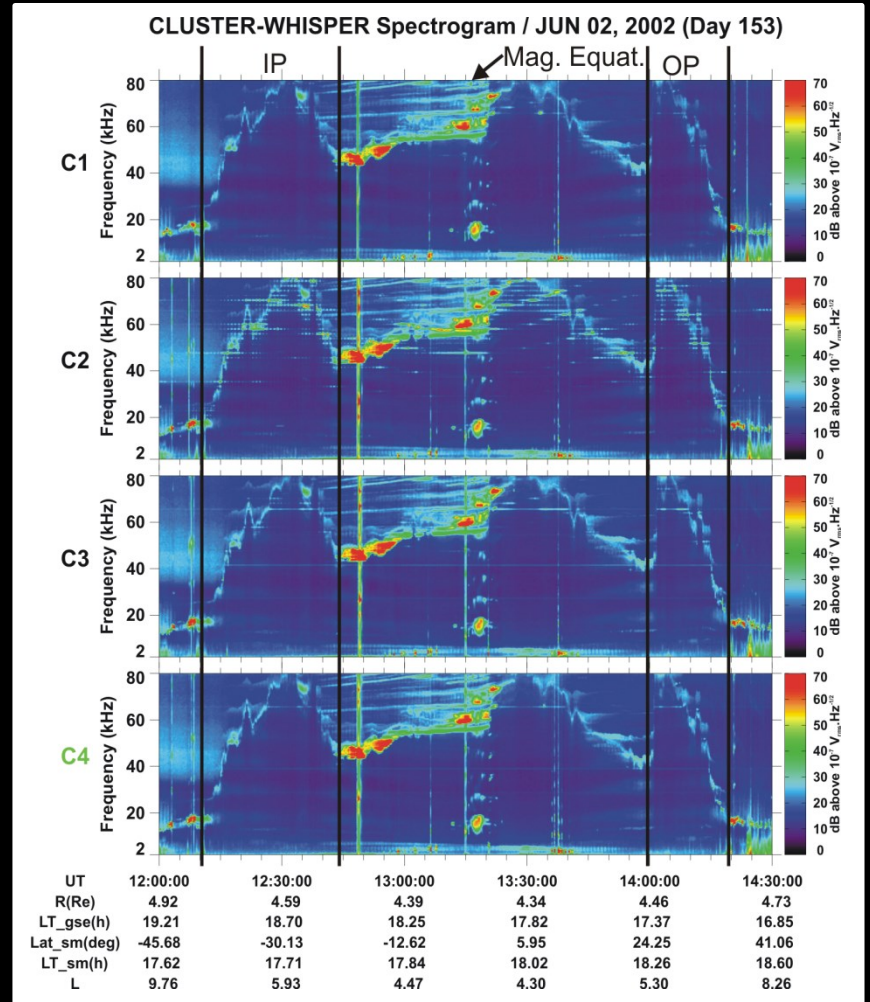 CLUSTER-WHISPER Spectrogram / JUN 02, 2002 (Day 153)
IP Mag. Equat. OP
C1
Frequency (kHz)
80
60
40
20
2
70
60
50
40
30
20
10
0
dB above 10⁻⁷ Vrms.Hz⁻¹/²
C2
Frequency (kHz)
80
60
40
20
2
70
60
50
40
30
20
10
0
dB above 10⁻⁷ Vrms.Hz⁻¹/²
C3
Frequency (kHz)
80
60
40
20
2
70
60
50
40
30
20
10
0
dB above 10⁻⁷ Vrms.Hz⁻¹/²
C4
Frequency (kHz)
80
60
40
20
2
70
60
50
40
30
20
10
0
dB above 10⁻⁷ Vrms.Hz⁻¹/²
UT 12:00:00 12:30:00 13:00:00 13:30:00 14:00:00 14:30:00
R(Re) 4.92 4.59 4.39 4.34 4.46 4.73
LT_gse(h) 19.21 18.70 18.25 17.82 17.37 16.85
Lat_sm(deg) -45.68 -30.13 -12.62 5.95 24.25 41.06
LT_sm(h) 17.62 17.71 17.84 18.02 18.26 18.60
L 9.76 5.93 4.47 4.30 5.30 8.26